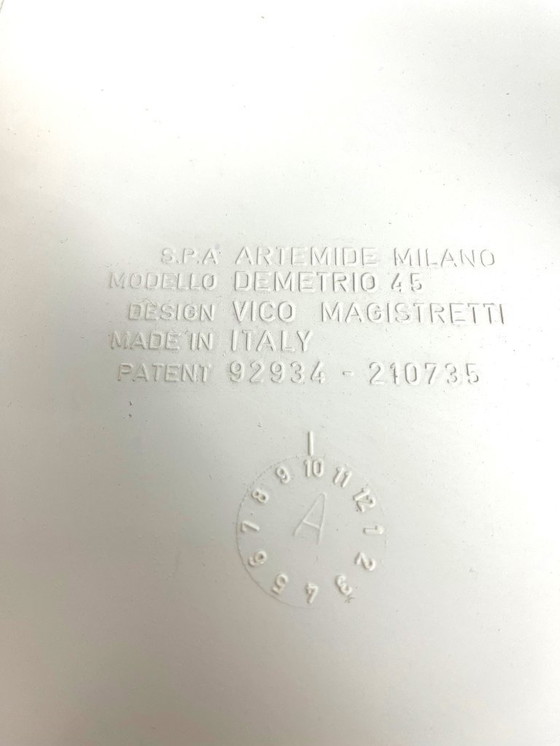 S.P.A ARTEMIDE MILANO
MODELLO DEMETRIO 45
DESIGN VICO MAGISTRETTI
MADE IN ITALY
PATENT 92934 - 210735
10 11 12 1 2 3 4 5 6 7 8 9
A